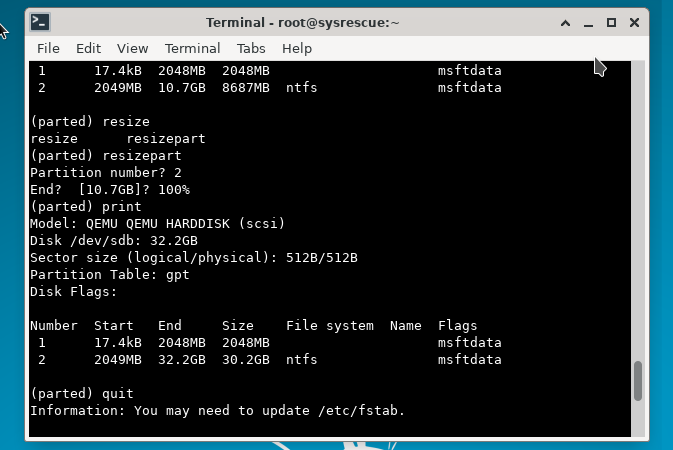 Terminal - root@sysrescue:~
File Edit View Terminal Tabs Help
 1      17.4kB  2048MB  2048MB                     msftdata
 2      2049MB  10.7GB  8687MB  ntfs               msftdata
(parted) resize
resize      resizepart
(parted) resizepart
Partition number? 2
End?  [10.7GB]? 100%
(parted) print
Model: QEMU QEMU HARDDISK (scsi)
Disk /dev/sdb: 32.2GB
Sector size (logical/physical): 512B/512B
Partition Table: gpt
Disk Flags:
Number  Start   End     Size    File system  Name  Flags
 1      17.4kB  2048MB  2048MB                     msftdata
 2      2049MB  32.2GB  30.2GB  ntfs               msftdata
(parted) quit
Information: You may need to update /etc/fstab.